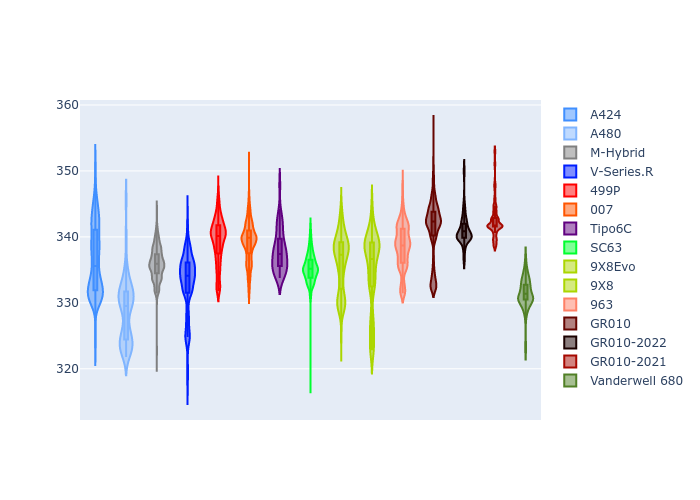 360
350
340
330
320
A424
A480
M-Hybrid
V-Series.R
499P
007
Tipo6C
SC63
9X8Evo
9X8
963
GR010
GR010-2022
GR010-2021
Vanderwell 680